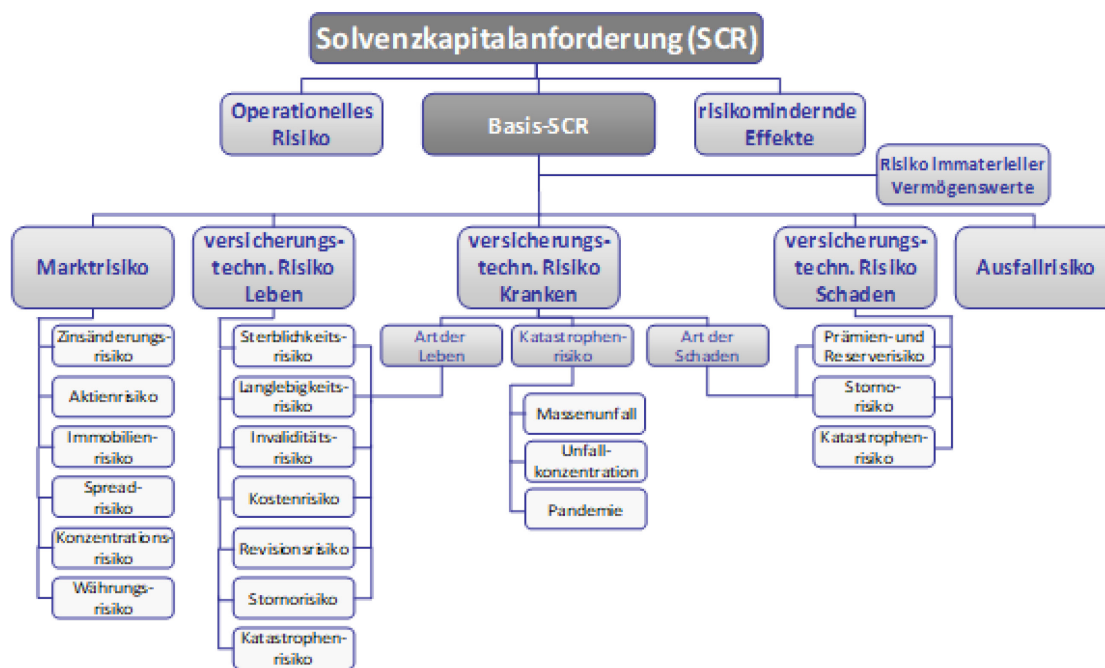 Solvenzkapitalanforderung (SCR)
Operationelles
Risiko
Basis-SCR
risikomindernde
Effekte
Risiko immaterieller
Vermögenswerte
Marktrisiko
versicherungs-
techn. Risiko
Leben
versicherungs-
techn. Risiko
Kranken
versicherungs-
techn. Risiko
Schaden
Ausfallrisiko
Zinsänderungs-
risiko
Aktienrisiko
Immobilien-
risiko
Spread-
risiko
Konzentrations-
risiko
Währungs-
risiko
Sterblichkeits-
risiko
Langlebigkeits-
risiko
Invaliditäts-
risiko
Kostenrisiko
Revisionsrisiko
Stornorisiko
Katastrophen-
risiko
Art der
Leben
Katastrophen-
risiko
Art der
Schaden
Massenunfall
Unfall-
konzentration
Pandemie
Prämien- und
Reserverisiko
Storno-
risiko
Katastrophen-
risiko